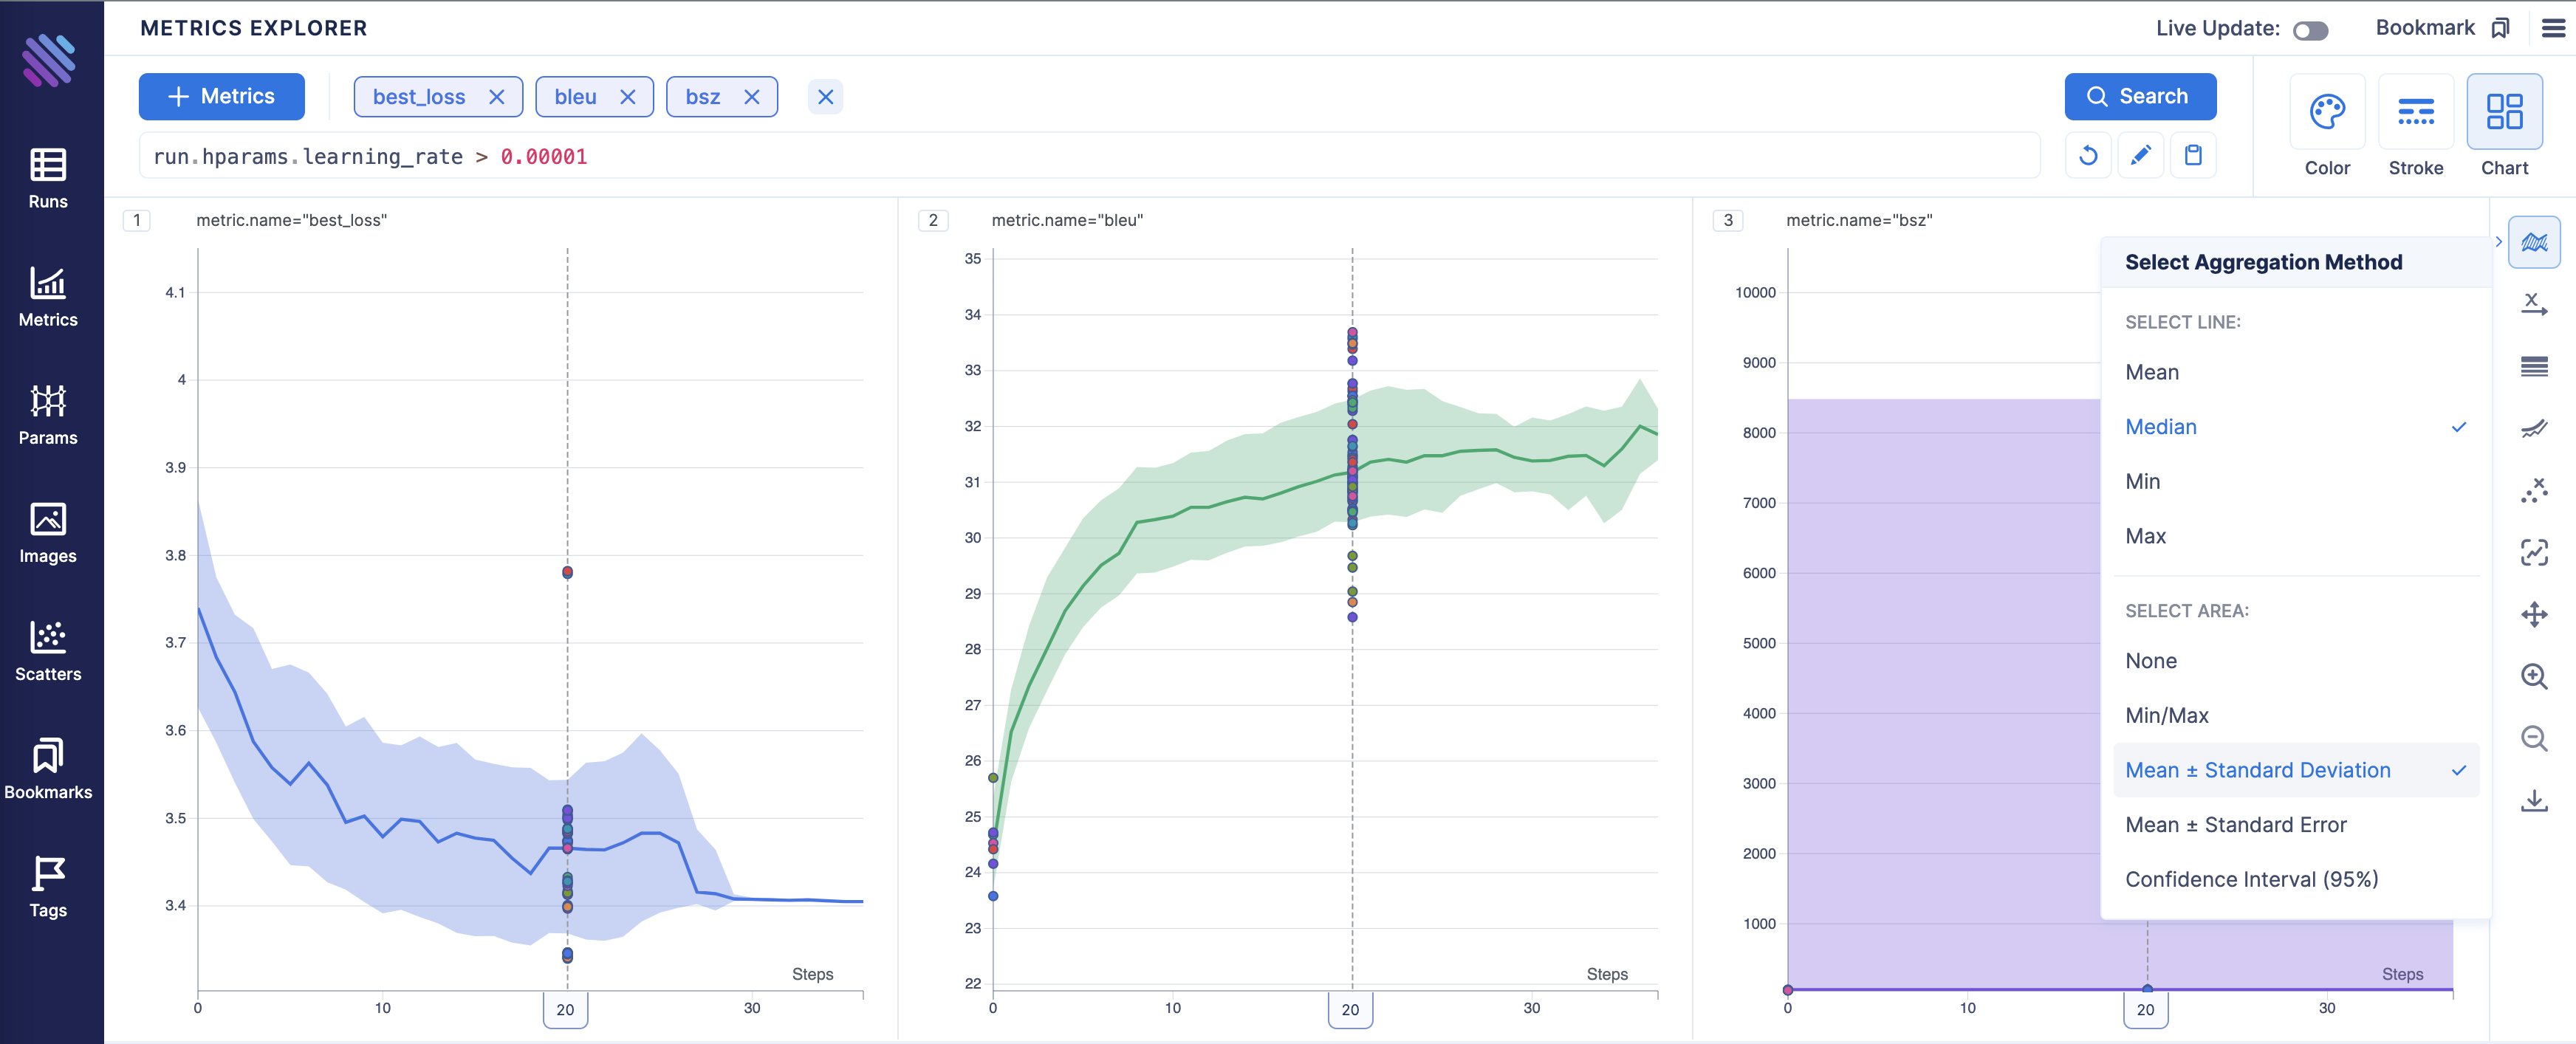 METRICS EXPLORER
Live Update:
Bookmark
Metrics
best_loss
bleu
bsz
Search
run.hparams.learning_rate > 0.00001
Color
Stroke
Chart
Runs
Metrics
Params
Images
Scatters
Bookmarks
Tags
1
metric.name="best_loss"
4.1
4
3.9
3.8
3.7
3.6
3.5
3.4
Steps
0
10
20
30
2
metric.name="bleu"
35
34
33
32
31
30
29
28
27
26
25
24
23
22
Steps
0
10
20
30
3
metric.name="bsz"
10000
9000
8000
7000
6000
5000
4000
3000
2000
1000
Steps
0
10
20
30
Select Aggregation Method
SELECT LINE:
Mean
Median
Min
Max
SELECT AREA:
None
Min/Max
Mean ± Standard Deviation
Mean ± Standard Error
Confidence Interval (95%)